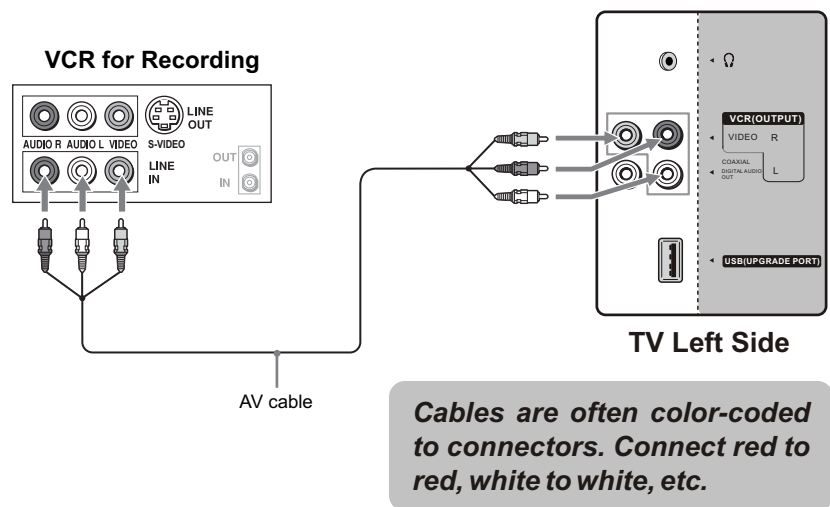 VCR for Recording
LINE
OUT
AUDIO R AUDIO L VIDEO S-VIDEO
LINE
IN
OUT
IN
AV cable
VCR(OUTPUT)
VIDEO R
COAXIAL
DIGITAL AUDIO
OUT
L
USB(UPGRADE PORT)
TV Left Side
Cables are often color-coded
to connectors. Connect red to
red, white to white, etc.